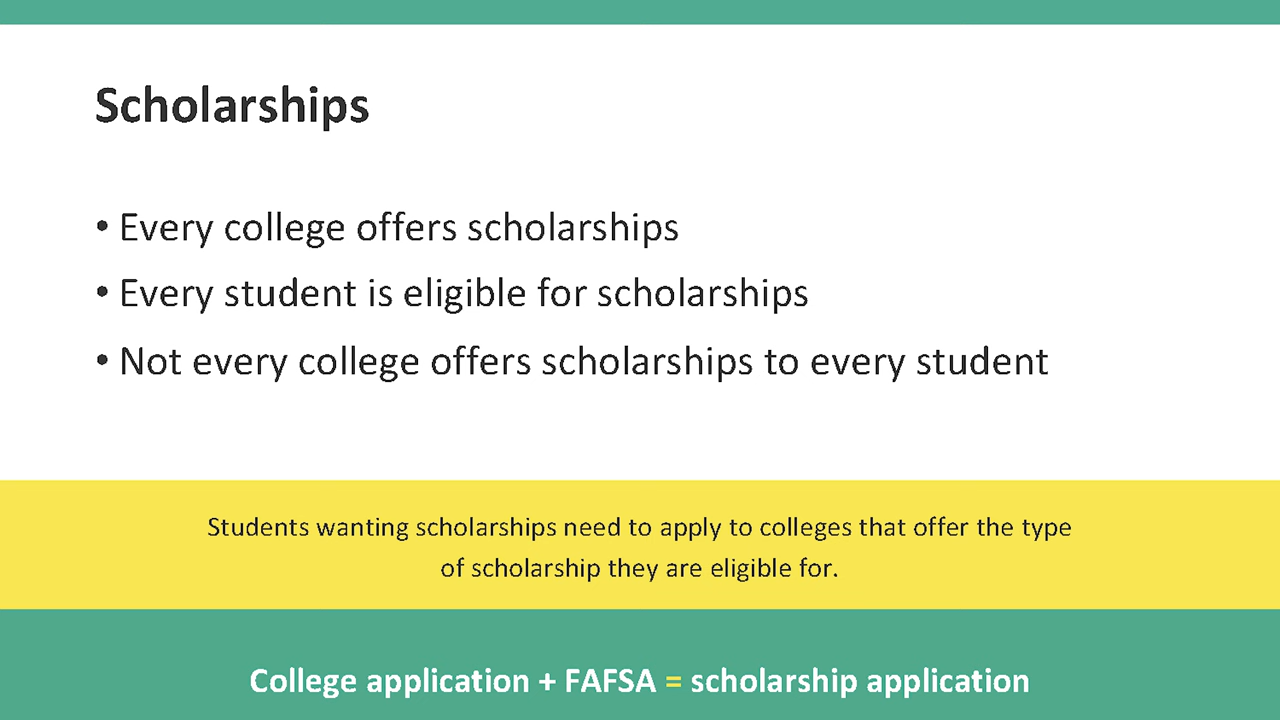 Scholarships
• Every college offers scholarships
• Every student is eligible for scholarships
• Not every college offers scholarships to every student
Students wanting scholarships need to apply to colleges that offer the type
of scholarship they are eligible for.
College application + FAFSA = scholarship application